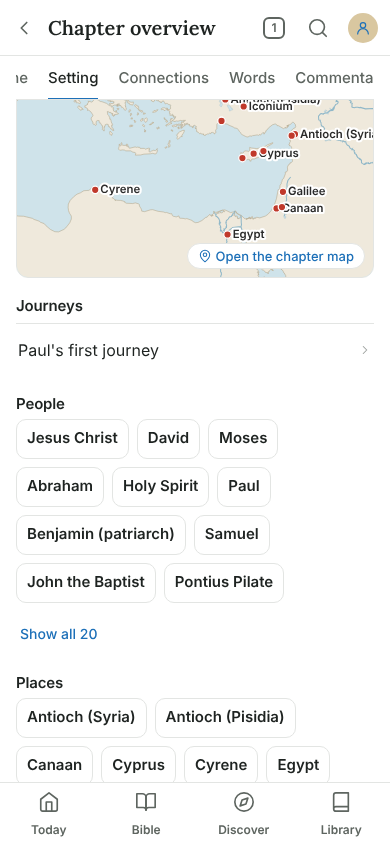 Chapter overview
1
ne Setting Connections Words Commenta
Iconium
Antioch (Syria
Cyprus
Cyrene
Galilee
Canaan
Egypt
Open the chapter map
Journeys
Paul's first journey
People
Jesus Christ David Moses
Abraham Holy Spirit Paul
Benjamin (patriarch) Samuel
John the Baptist Pontius Pilate
Show all 20
Places
Antioch (Syria) Antioch (Pisidia)
Canaan Cyprus Cyrene Egypt
Today Bible Discover Library